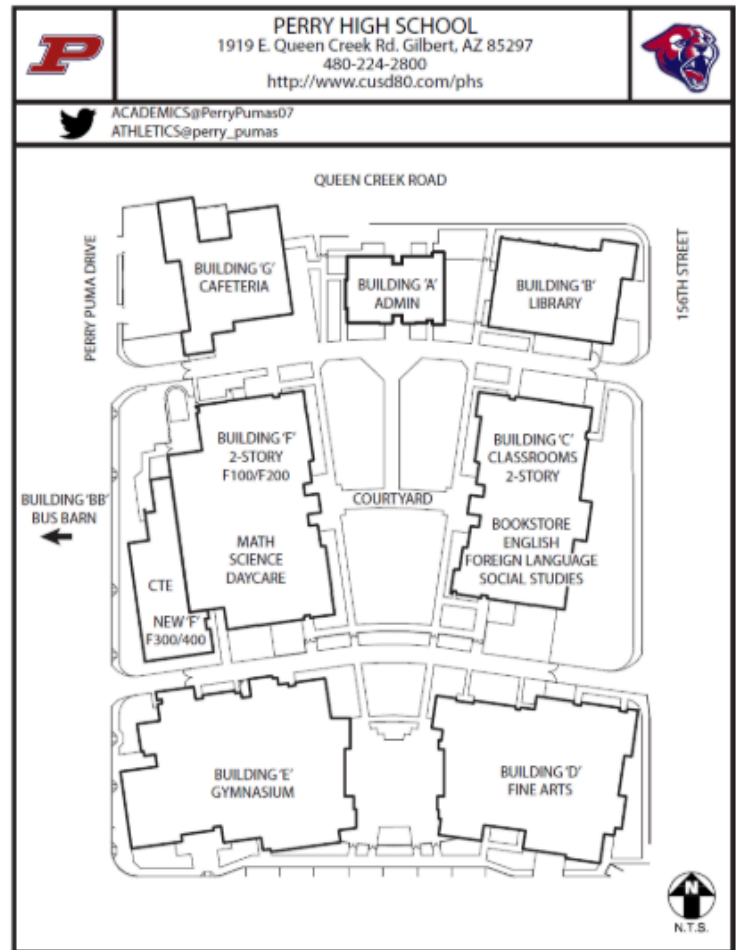 P
PERRY HIGH SCHOOL
1919 E. Queen Creek Rd. Gilbert, AZ 85297
480-224-2800
http://www.cusd80.com/phs
ACADEMICS@PerryPumas07
ATHLETICS@perry_pumas
QUEEN CREEK ROAD
PERRY PUMA DRIVE
BUILDING 'G'
CAFETERIA
BUILDING 'A'
ADMIN
BUILDING 'B'
LIBRARY
156TH STREET
BUILDING 'F'
2-STORY
F100/F200
MATH
SCIENCE
DAYCARE
BUILDING 'C'
CLASSROOMS
2-STORY
BOOKSTORE
ENGLISH
FOREIGN LANGUAGE
SOCIAL STUDIES
COURTYARD
BUILDING 'BB'
BUS BARN
CTE
NEW 'F'
F300/400
BUILDING 'E'
GYMNASIUM
BUILDING 'D'
FINE ARTS
N
N.T.S.